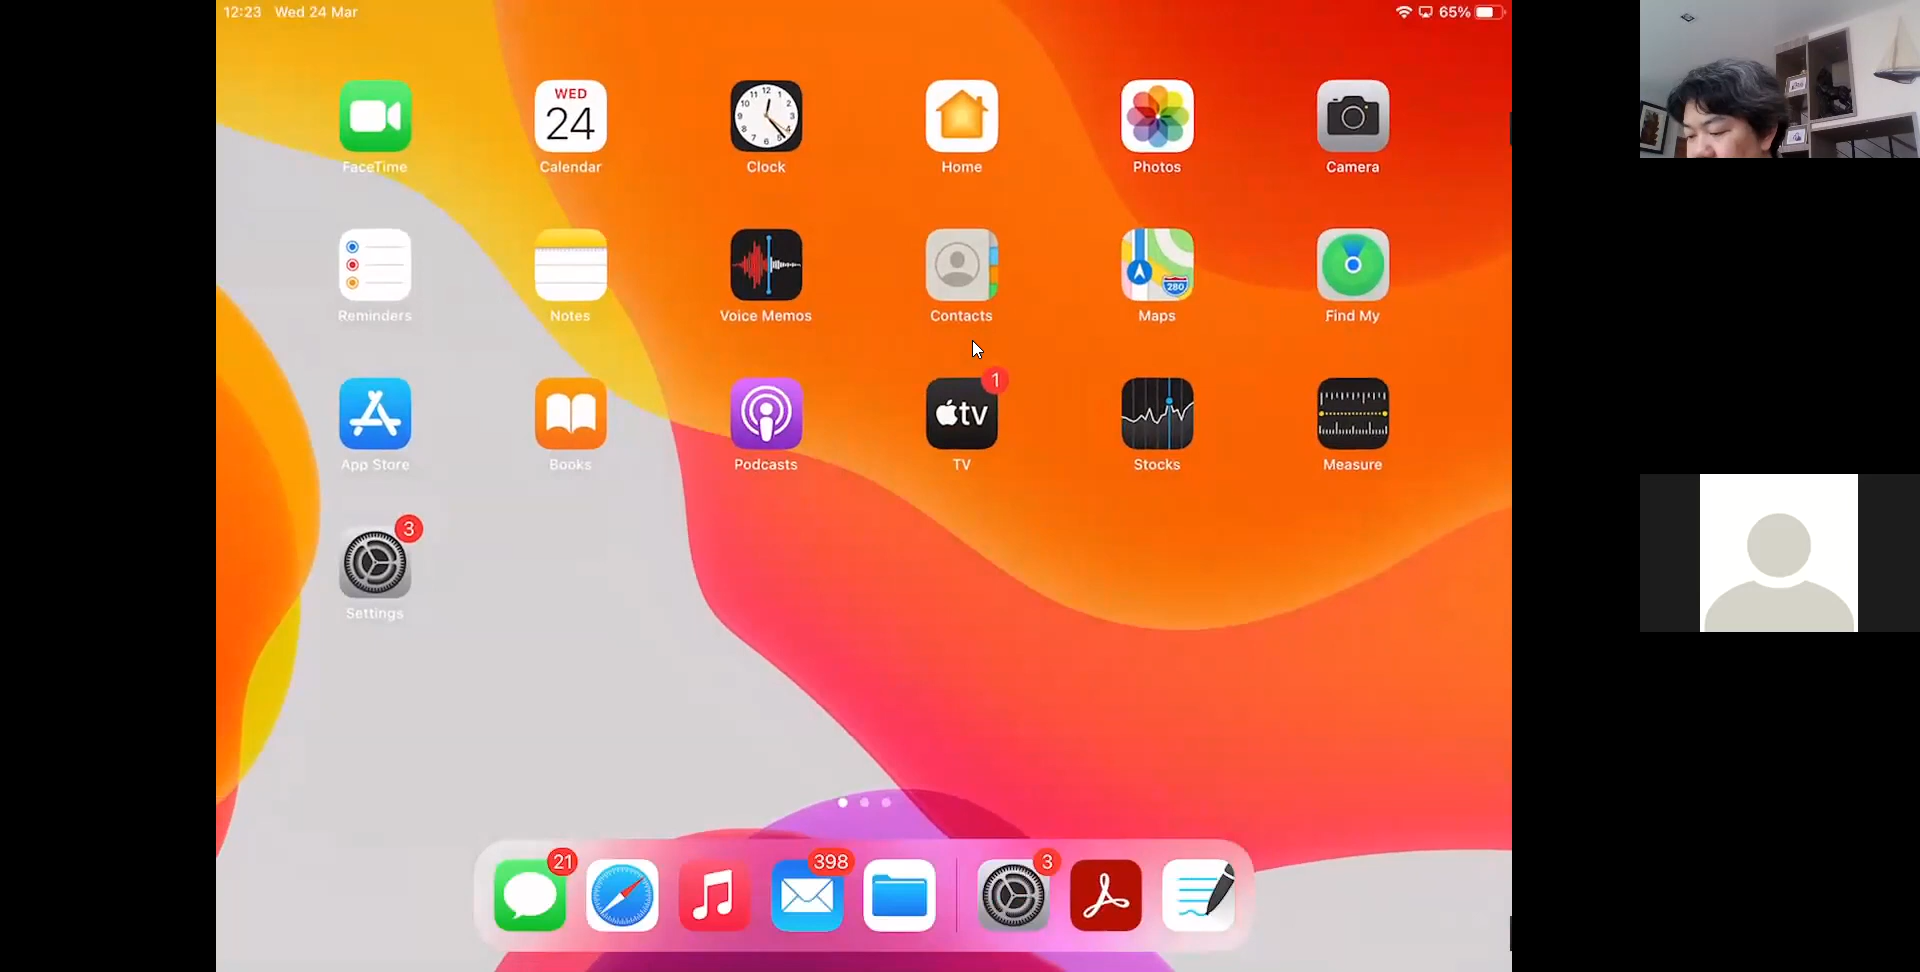 12:23 Wed 24 Mar 65%
WED
24
12
FaceTime Calendar Clock Home Photos Camera
280
Reminders Notes Voice Memos Contacts Maps Find My
1
tv
App Store Books Podcasts TV Stocks Measure
3
Settings
21 398 3